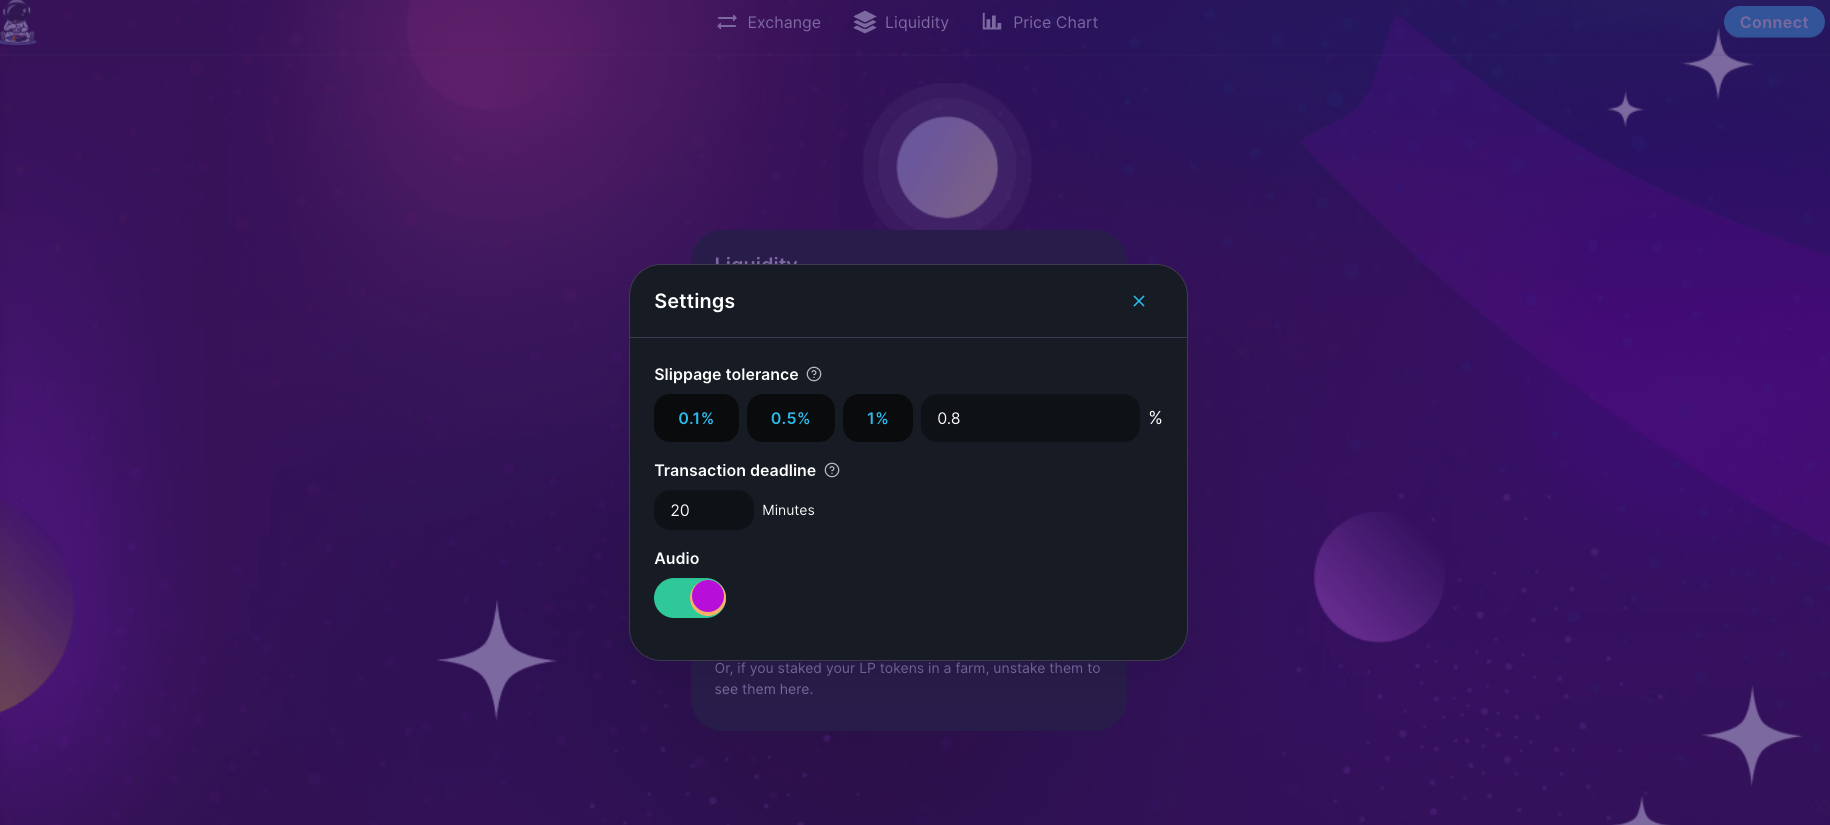 Exchange
Liquidity
Price Chart
Connect
Liquidity
Settings
Slippage tolerance
0.1%
0.5%
1%
0.8
%
Transaction deadline
20
Minutes
Audio
Or, if you staked your LP tokens in a farm, unstake them to
see them here.